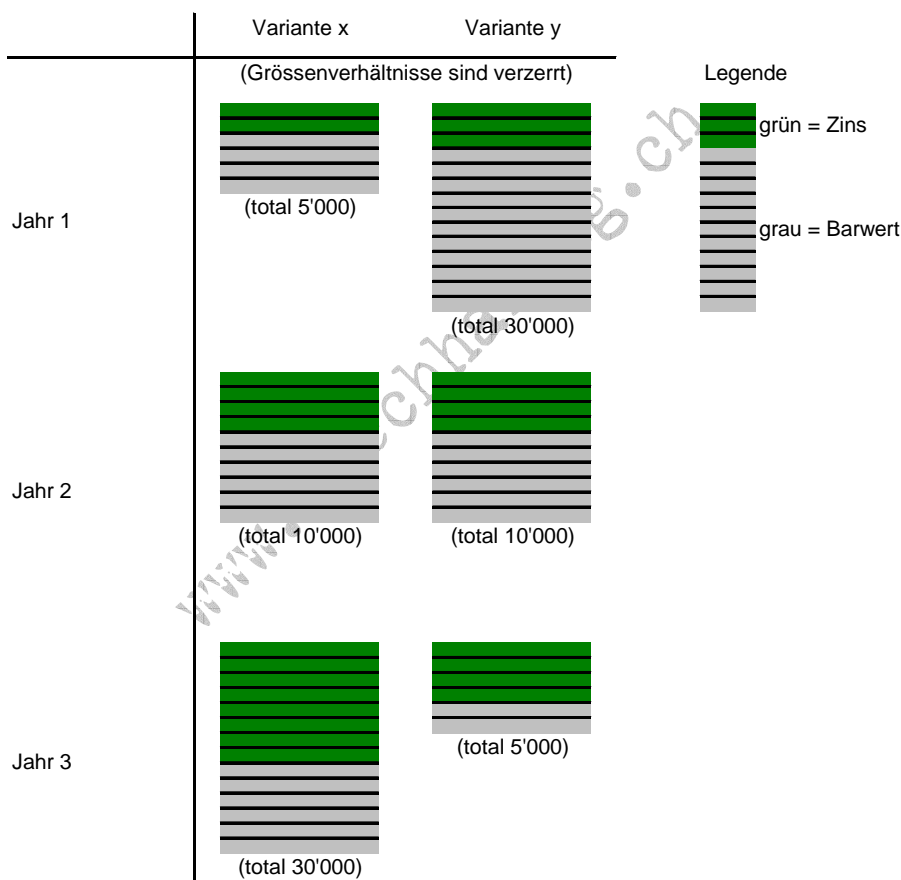 Variante x Variante y
(Grössenverhältnisse sind verzerrt) Legende
grün = Zins
(total 5'000)
Jahr 1
grau = Barwert
(total 30'000)
Jahr 2
(total 10'000) (total 10'000)
(total 5'000)
Jahr 3
(total 30'000)